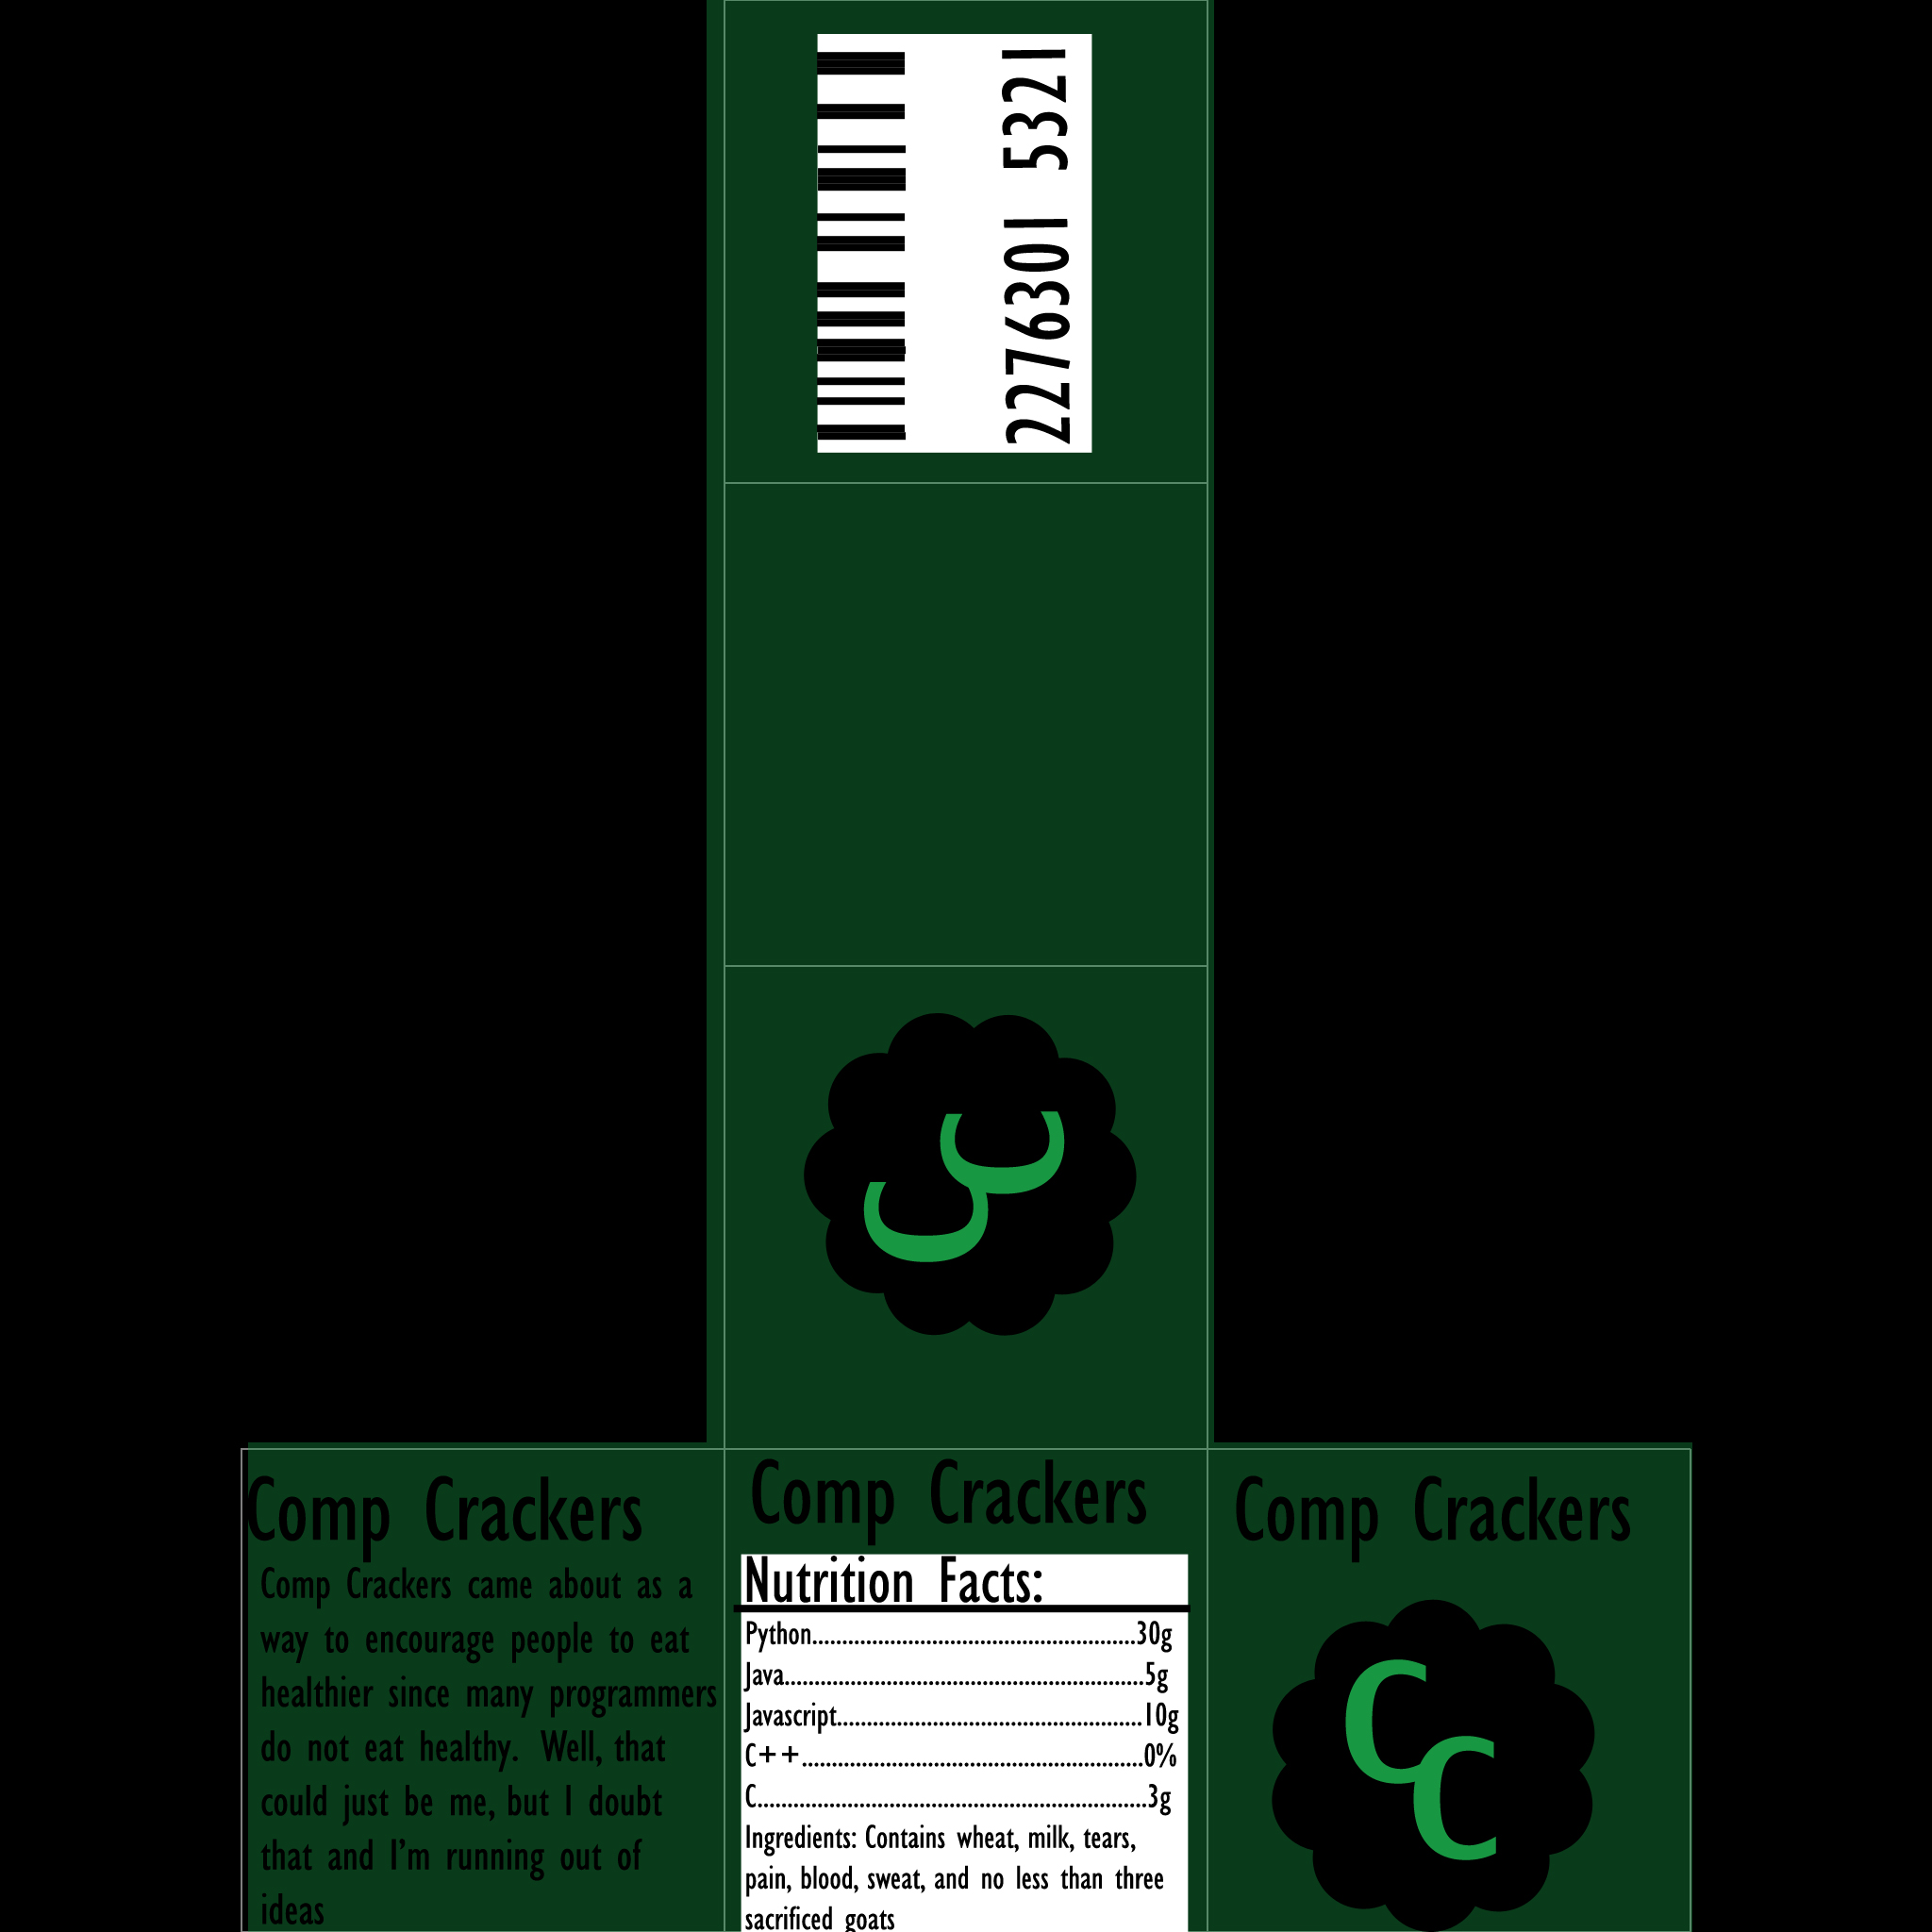 2276301 5321
CC
Comp Crackers
Comp Crackers came about as a
way to encourage people to eat
healthier since many programmers
do not eat healthy. Well, that
could just be me, but I doubt
that and I'm running out of
ideas
Comp Crackers
Nutrition Facts:
Python......................................................30g
Java............................................................5g
Javascript...................................................10g
C++.........................................................0%
C.................................................................3g
Ingredients: Contains wheat, milk, tears,
pain, blood, sweat, and no less than three
sacrificed goats
Comp Crackers
CC